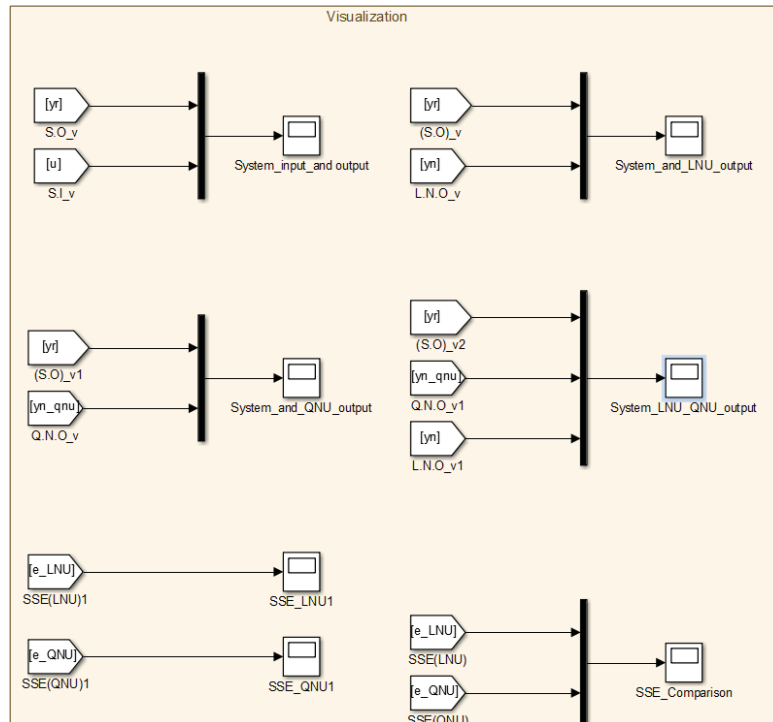 Visualization
[yr]
S.O_v
[u]
S.I_v
System_input_and output
[yr]
(S.O)_v
[yn]
L.N.O_v
System_and_LNU_output
[yr]
(S.O)_v1
[yn_qnu]
Q.N.O_v
System_and_QNU_output
[yr]
(S.O)_v2
[yn_qnu]
Q.N.O_v1
[yn]
L.N.O_v1
System_LNU_QNU_output
[e_LNU]
SSE(LNU)1
SSE_LNU1
[e_QNU]
SSE(QNU)1
SSE_QNU1
[e_LNU]
SSE(LNU)
[e_QNU]
SSE(QNU)
SSE_Comparison